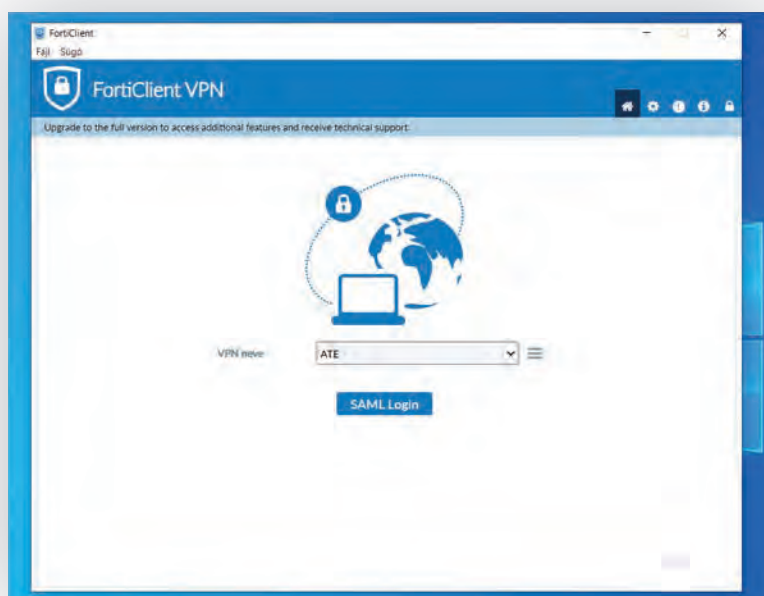 FortiClient
Fájl Súgó
FortiClient VPN
Upgrade to the full version to access additional features and receive technical support.
VPN neve
ATE
SAML Login